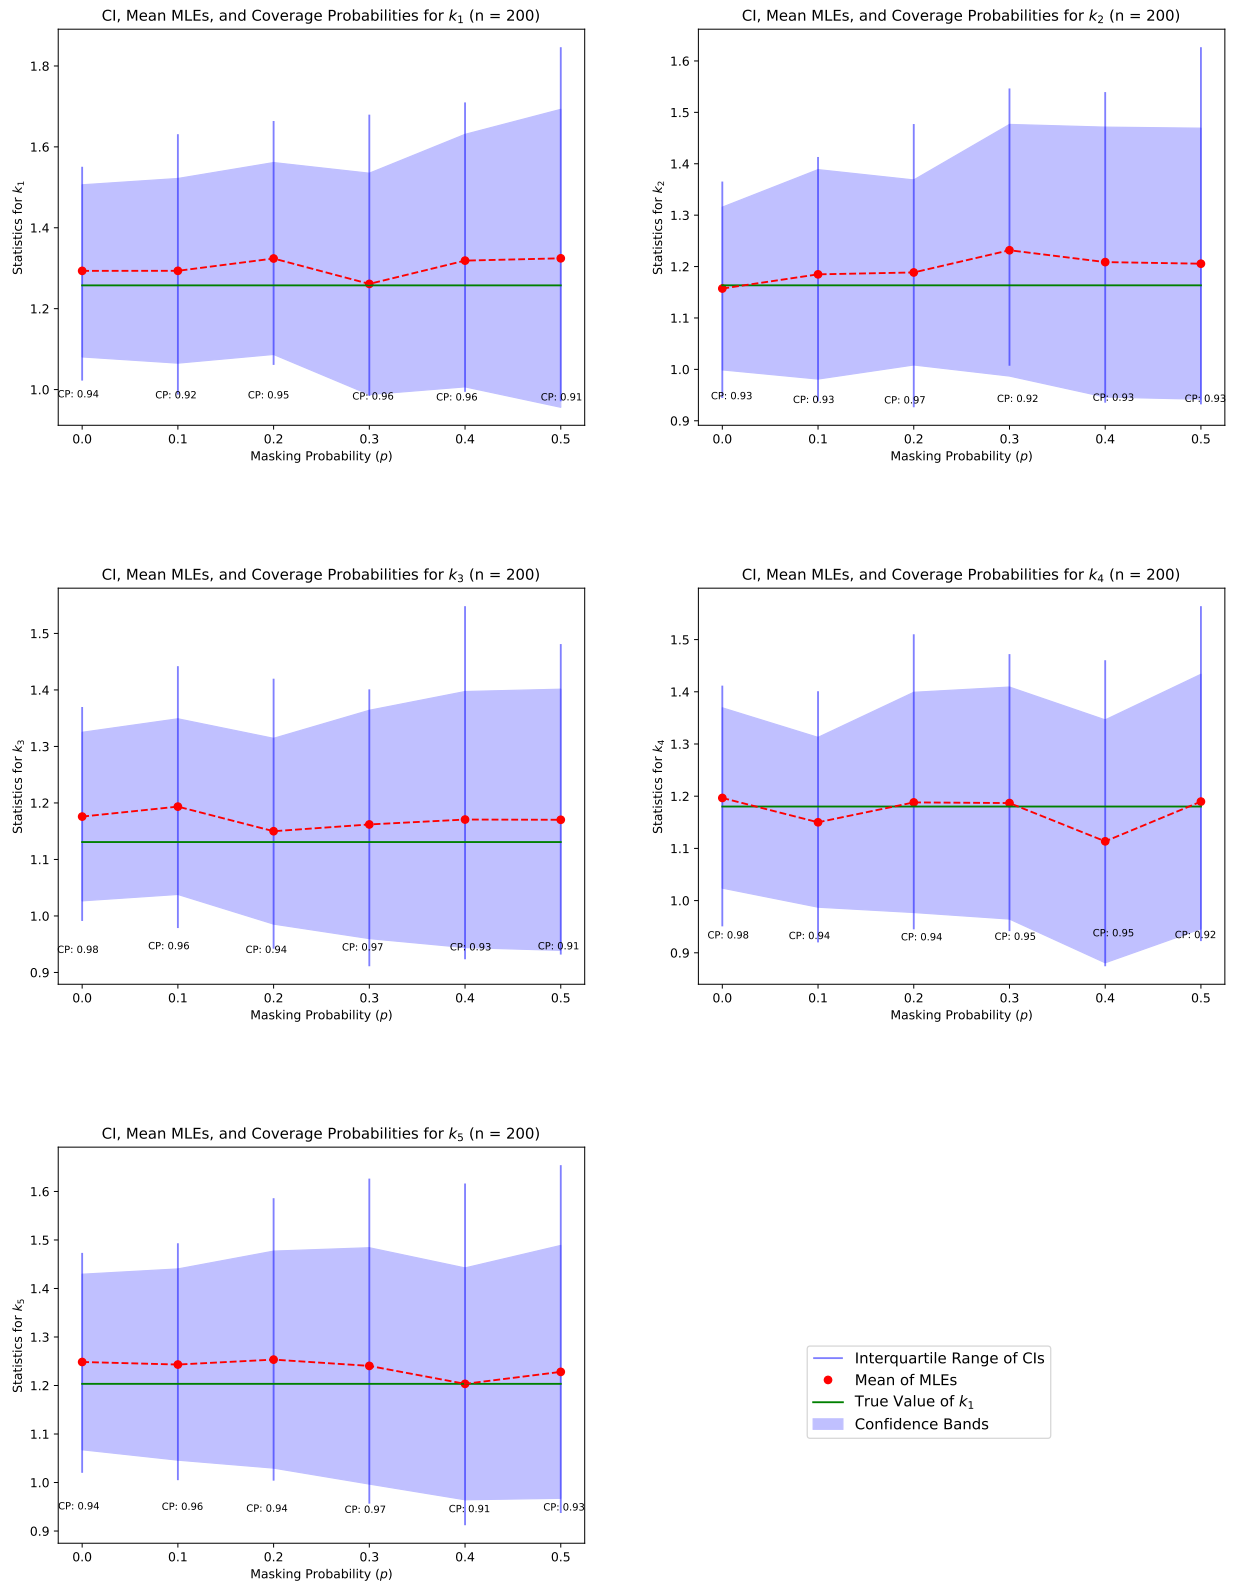 CI, Mean MLEs, and Coverage Probabilities for k₁ (n = 200)
Statistics for k₁
1.8
1.6
1.4
1.2
1.0
CP: 0.94
CP: 0.92
CP: 0.95
CP: 0.96
CP: 0.96
CP: 0.91
0.0 0.1 0.2 0.3 0.4 0.5
Masking Probability (p)
CI, Mean MLEs, and Coverage Probabilities for k₂ (n = 200)
Statistics for k₂
1.6
1.5
1.4
1.3
1.2
1.1
1.0
0.9
CP: 0.93
CP: 0.93
CP: 0.97
CP: 0.92
CP: 0.93
CP: 0.93
0.0 0.1 0.2 0.3 0.4 0.5
Masking Probability (p)
CI, Mean MLEs, and Coverage Probabilities for k₃ (n = 200)
Statistics for k₃
1.5
1.4
1.3
1.2
1.1
1.0
0.9
CP: 0.98
CP: 0.96
CP: 0.94
CP: 0.97
CP: 0.93
CP: 0.91
0.0 0.1 0.2 0.3 0.4 0.5
Masking Probability (p)
CI, Mean MLEs, and Coverage Probabilities for k₄ (n = 200)
Statistics for k₄
1.5
1.4
1.3
1.2
1.1
1.0
0.9
CP: 0.98
CP: 0.94
CP: 0.94
CP: 0.95
CP: 0.95
CP: 0.92
0.0 0.1 0.2 0.3 0.4 0.5
Masking Probability (p)
CI, Mean MLEs, and Coverage Probabilities for k₅ (n = 200)
Statistics for k₅
1.6
1.5
1.4
1.3
1.2
1.1
1.0
0.9
CP: 0.94
CP: 0.96
CP: 0.94
CP: 0.97
CP: 0.91
CP: 0.93
0.0 0.1 0.2 0.3 0.4 0.5
Masking Probability (p)
Interquartile Range of CIs
Mean of MLEs
True Value of k₁
Confidence Bands